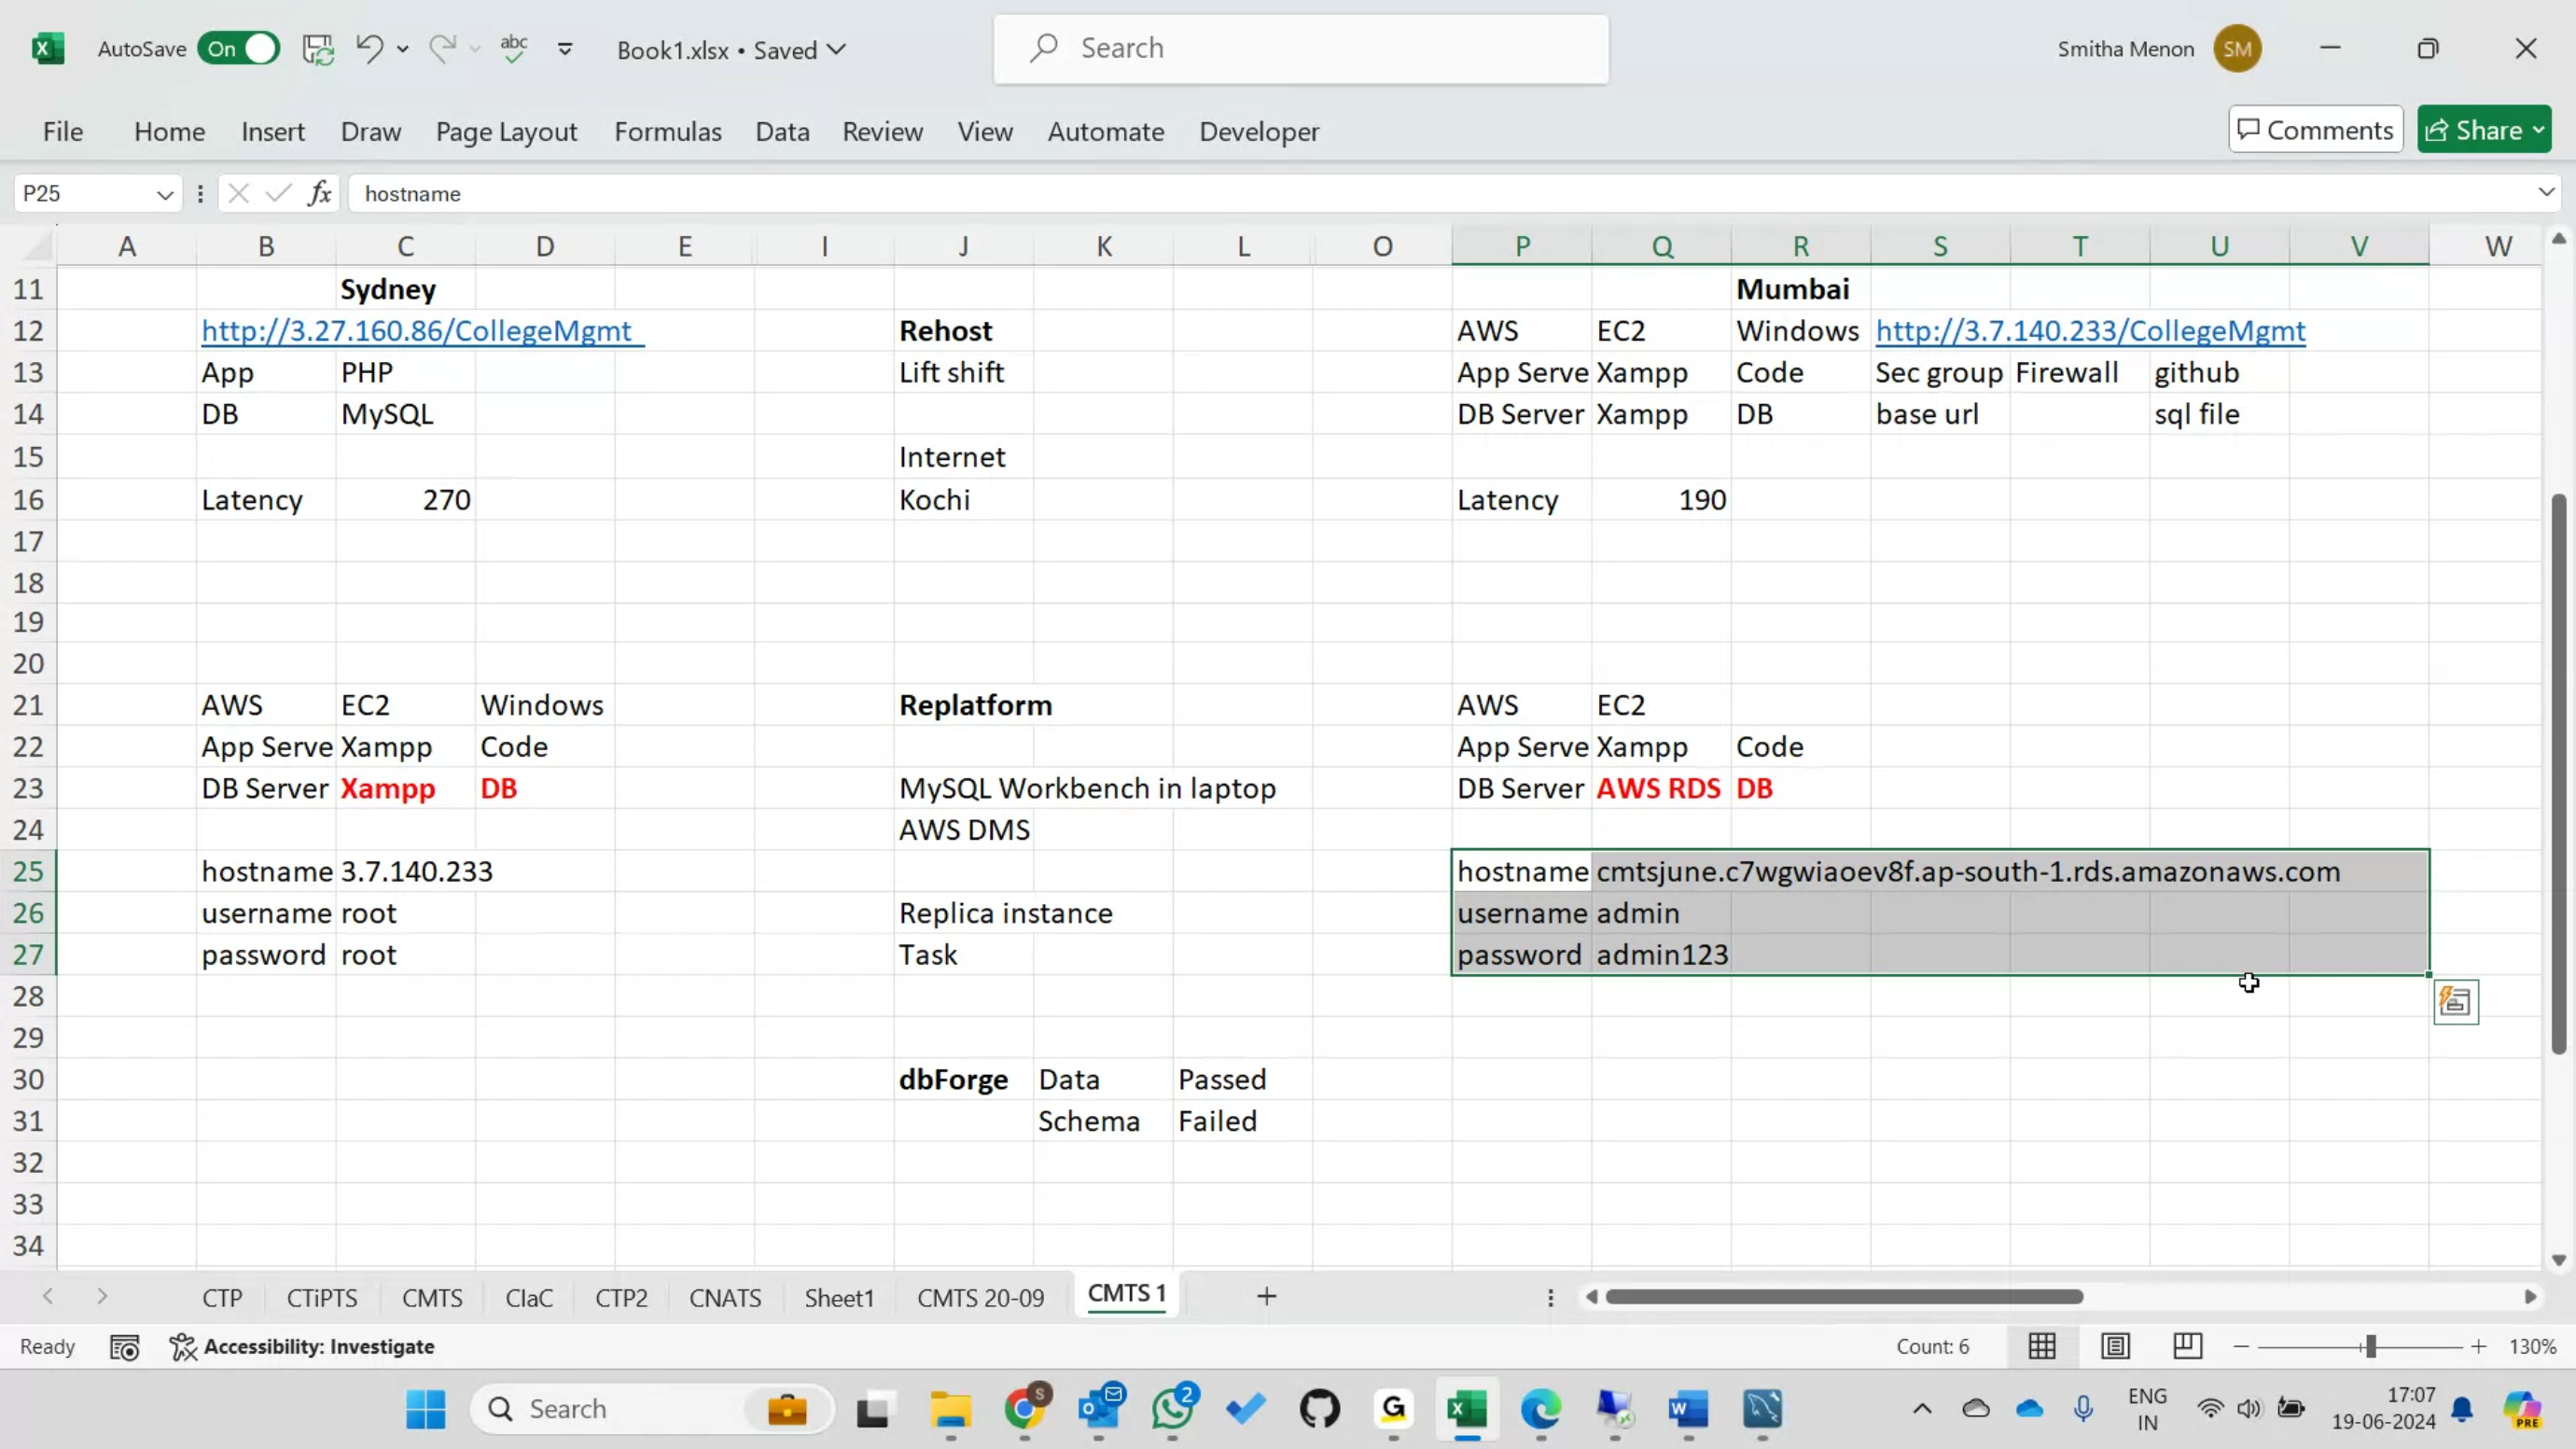 AutoSave On abc Book1.xlsx • Saved Search Smitha Menon SM
File Home Insert Draw Page Layout Formulas Data Review View Automate Developer Comments Share
P25 fx hostname
A B C D E I J K L O P Q R S T U V W
11 Sydney Mumbai
12 http://3.27.160.86/CollegeMgmt Rehost AWS EC2 Windows http://3.7.140.233/CollegeMgmt
13 App PHP Lift shift App Serve Xampp Code Sec group Firewall github
14 DB MySQL DB Server Xampp DB base url sql file
15 Internet
16 Latency 270 Kochi Latency 190
17
18
19
20
21 AWS EC2 Windows Replatform AWS EC2
22 App Serve Xampp Code App Serve Xampp Code
23 DB Server Xampp DB MySQL Workbench in laptop DB Server AWS RDS DB
24 AWS DMS
25 hostname 3.7.140.233 hostname cmtsjune.c7wgwiaoev8f.ap-south-1.rds.amazonaws.com
26 username root Replica instance username admin
27 password root Task password admin123
28
29
30 dbForge Data Passed
31 Schema Failed
32
33
34
CTP CTiPTS CMTS CIaC CTP2 CNATS Sheet1 CMTS 20-09 CMTS 1 +
Ready Accessibility: Investigate Count: 6 130%
Search S 2 G ENG IN 17:07 19-06-2024 PRE